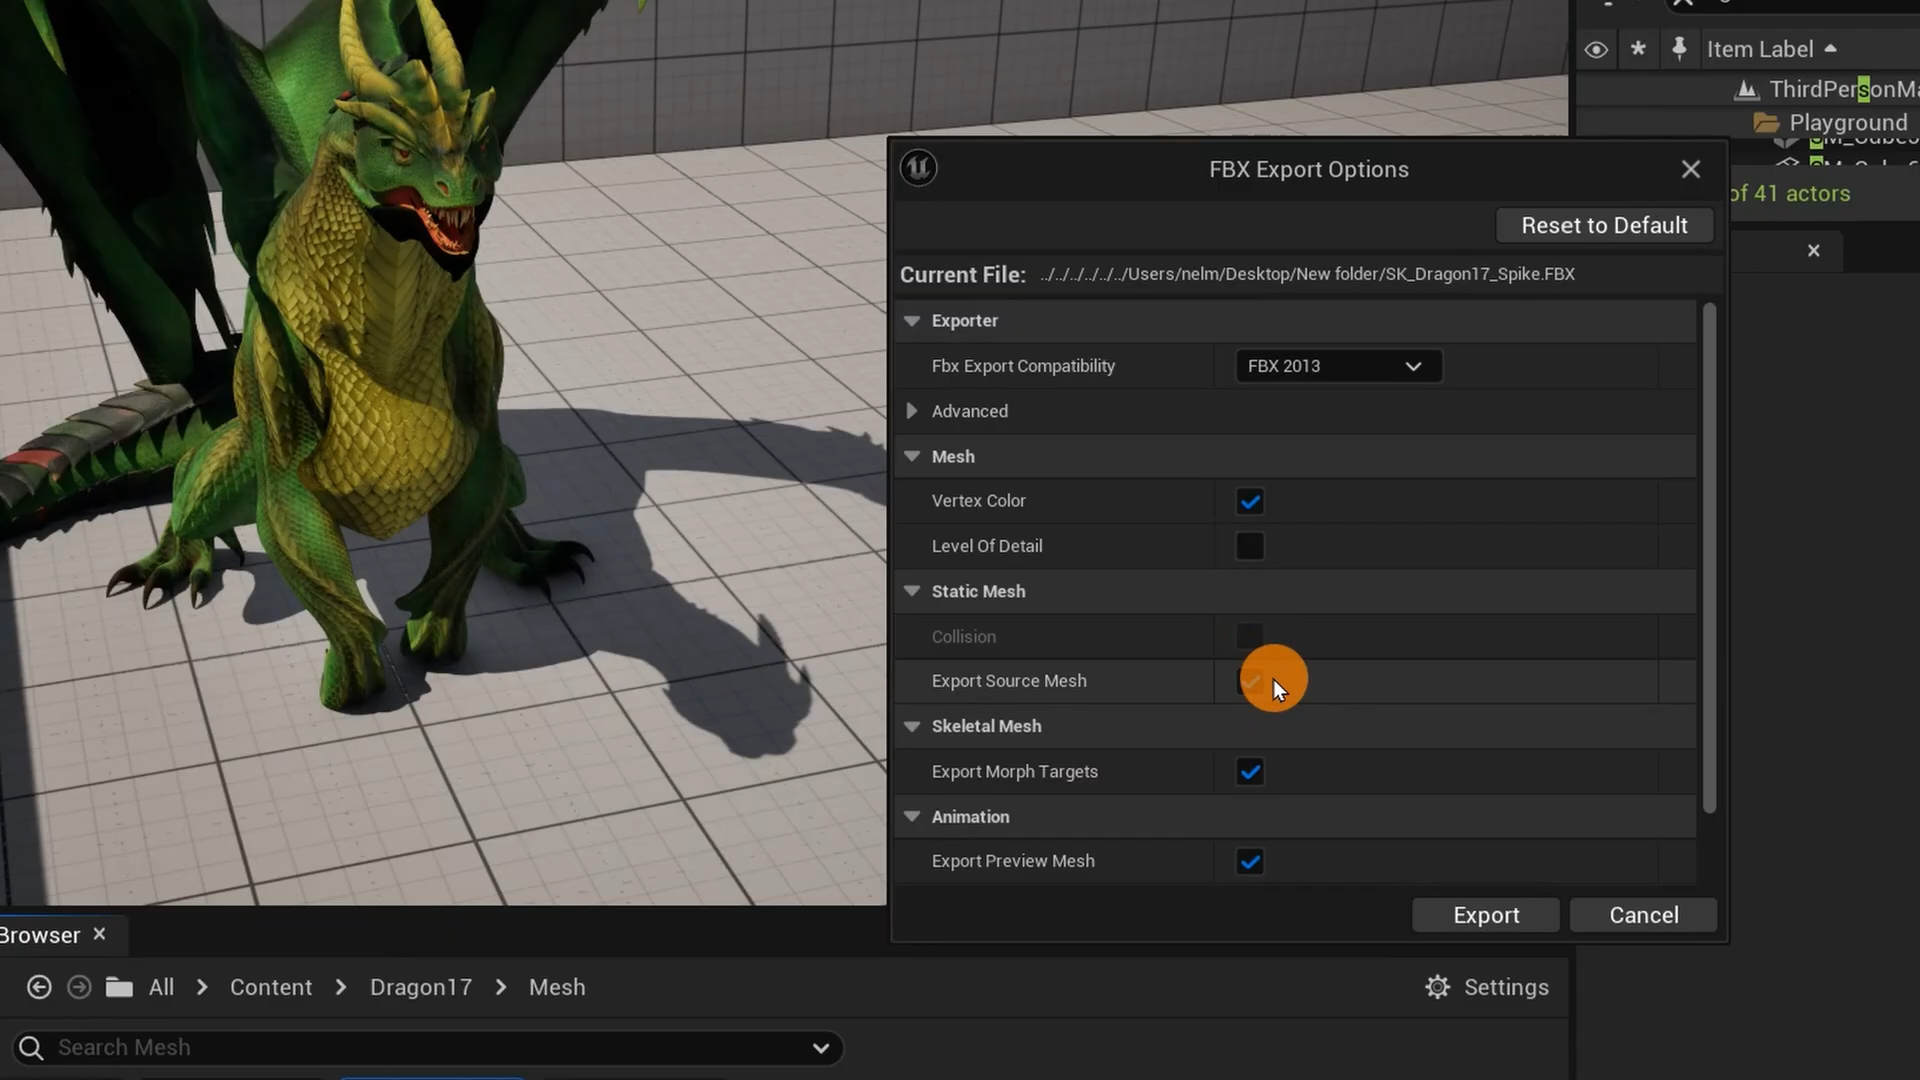 Item Label
ThirdPersonMa
Playground
of 41 actors
FBX Export Options
Reset to Default
Current File: ../../../../../../Users/nelm/Desktop/New folder/SK_Dragon17_Spike.FBX
Exporter
Fbx Export Compatibility FBX 2013
Advanced
Mesh
Vertex Color
Level Of Detail
Static Mesh
Collision
Export Source Mesh
Skeletal Mesh
Export Morph Targets
Animation
Export Preview Mesh
Export Cancel
Browser
All > Content > Dragon17 > Mesh Settings
Search Mesh